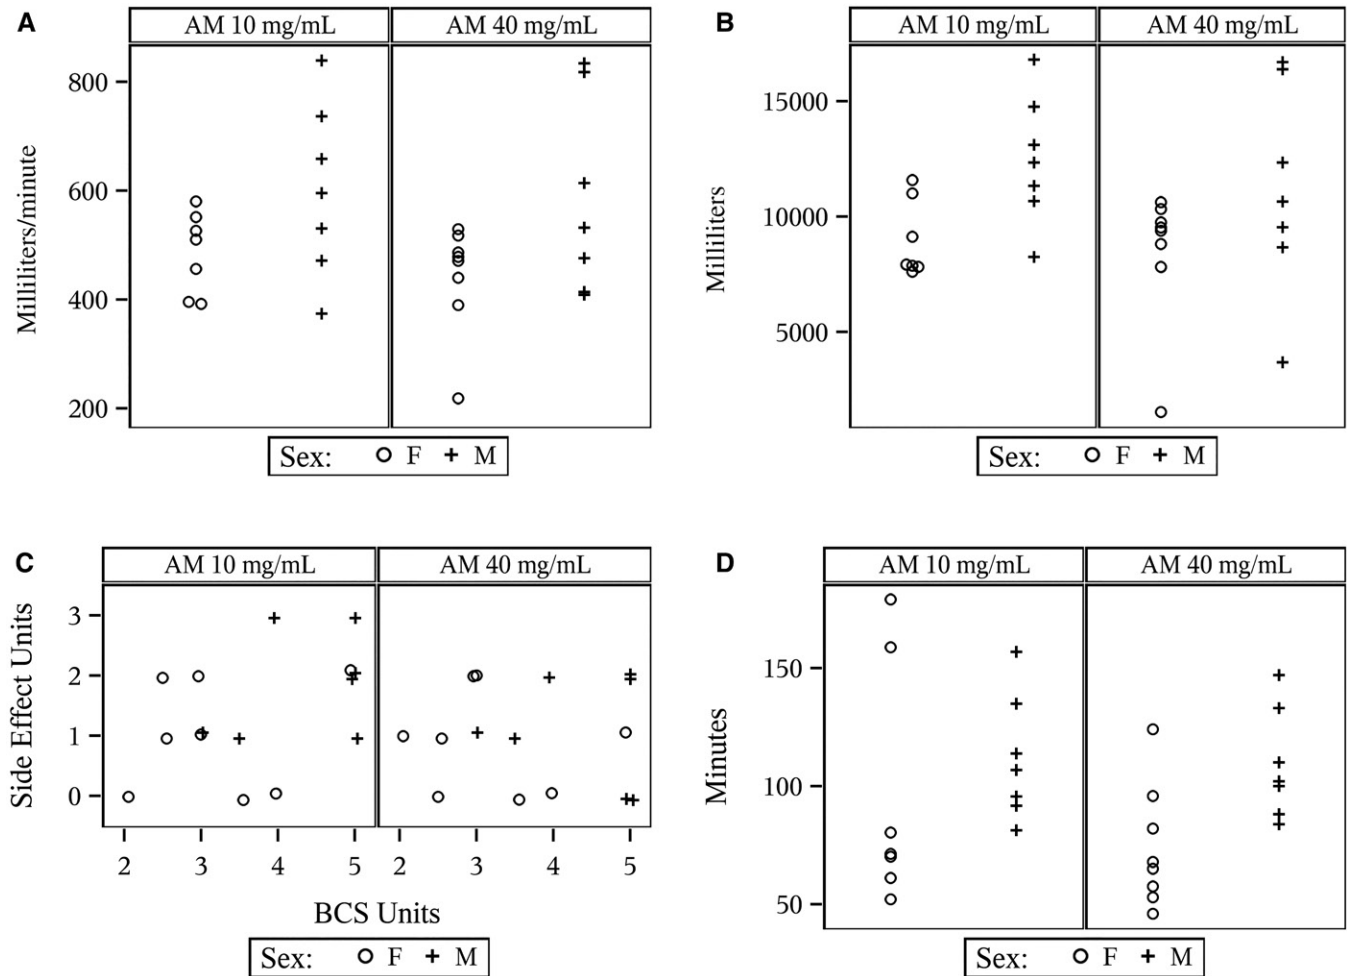 A
AM 10 mg/mL
AM 40 mg/mL
Milliliters/minute
800
600
400
200
Sex: F M
B
AM 10 mg/mL
AM 40 mg/mL
Milliliters
15000
10000
5000
Sex: F M
C
AM 10 mg/mL
AM 40 mg/mL
Side Effect Units
3
2
1
0
2 3 4 5 2 3 4 5
BCS Units
Sex: F M
D
AM 10 mg/mL
AM 40 mg/mL
Minutes
150
100
50
Sex: F M